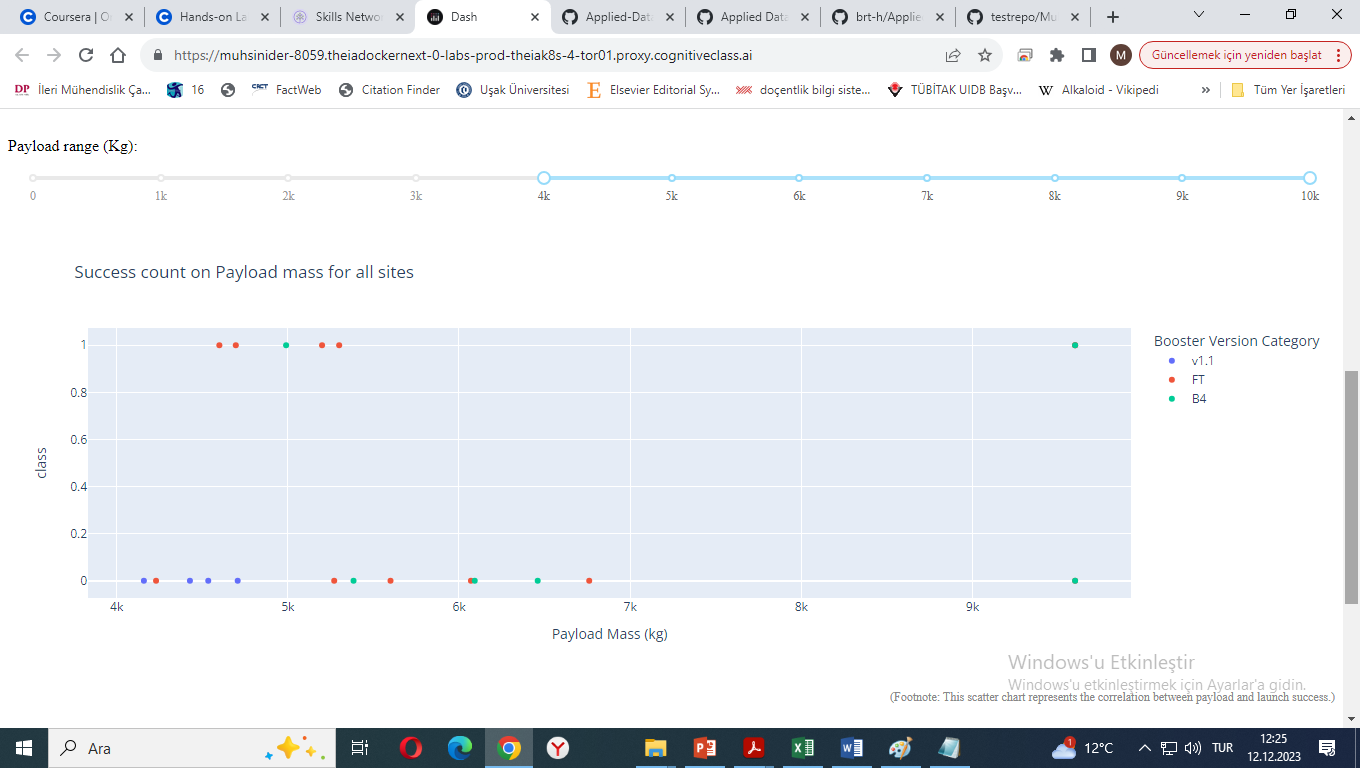 Coursera | O
Hands-on La
Skills Networ
Dash
Applied-Data
Applied Data
brt-h/Applie
testrepo/Mu
https://muhsinider-8059.theiadockernext-0-labs-prod-theiak8s-4-tor01.proxy.cognitiveclass.ai
M
Güncellemek için yeniden başlat
DP İleri Mühendislik Ça...
16
FactWeb
Citation Finder
Uşak Üniversitesi
E Elsevier Editorial Sy...
doçentlik bilgi siste...
TÜBİTAK UIDB Başv...
W Alkaloid - Vikipedi
»
Tüm Yer İşaretleri
Payload range (Kg):
0 1k 2k 3k 4k 5k 6k 7k 8k 9k 10k
Success count on Payload mass for all sites
Booster Version Category
v1.1
FT
B4
1
0.8
0.6
0.4
0.2
0
class
4k 5k 6k 7k 8k 9k
Payload Mass (kg)
Windows'u Etkinleştir
Windows'u etkinleştirmek için Ayarlar'a gidin.
(Footnote: This scatter chart represents the correlation between payload and launch success.)
Ara
1
12°C
TUR
12:25
12.12.2023